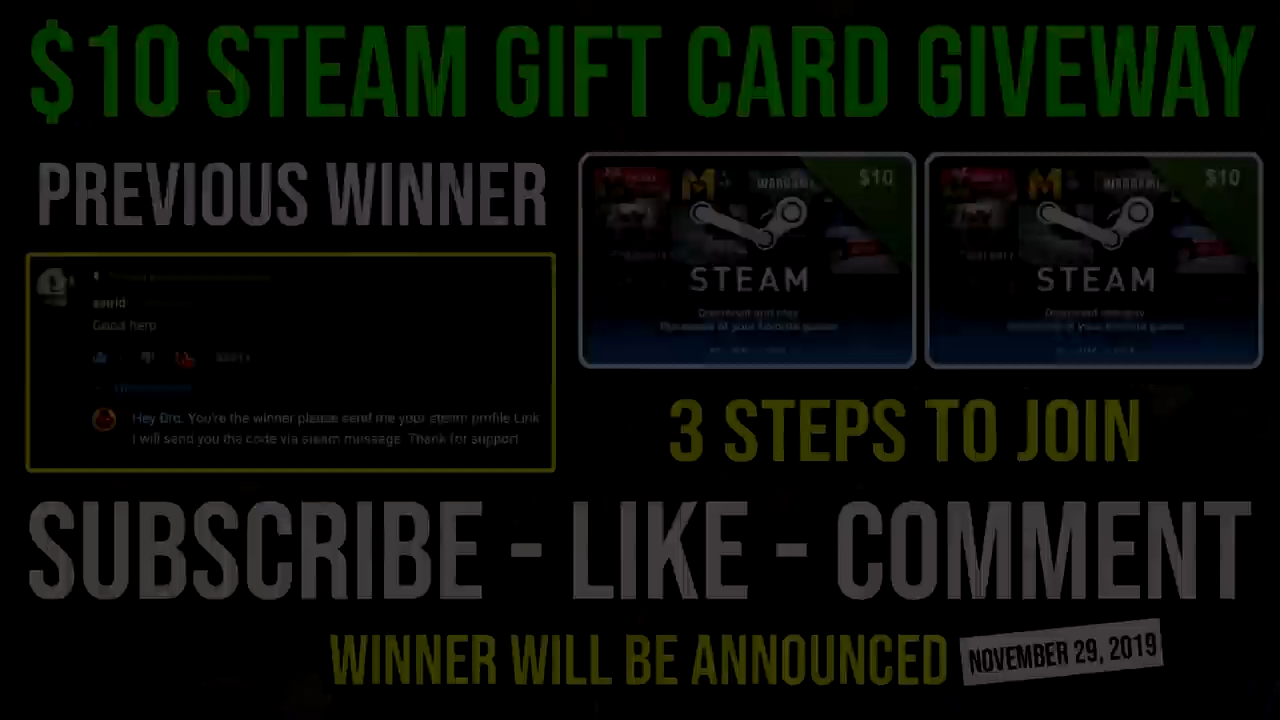 $10 STEAM GIFT CARD GIVEWAY
PREVIOUS WINNER
$10
STEAM
$10
STEAM
Good hero
Hey Bro. You're the winner please send me your steam profile Link
I will send you the code via steam message. Thank for support
3 STEPS TO JOIN
SUBSCRIBE - LIKE - COMMENT
WINNER WILL BE ANNOUNCED NOVEMBER 29, 2019